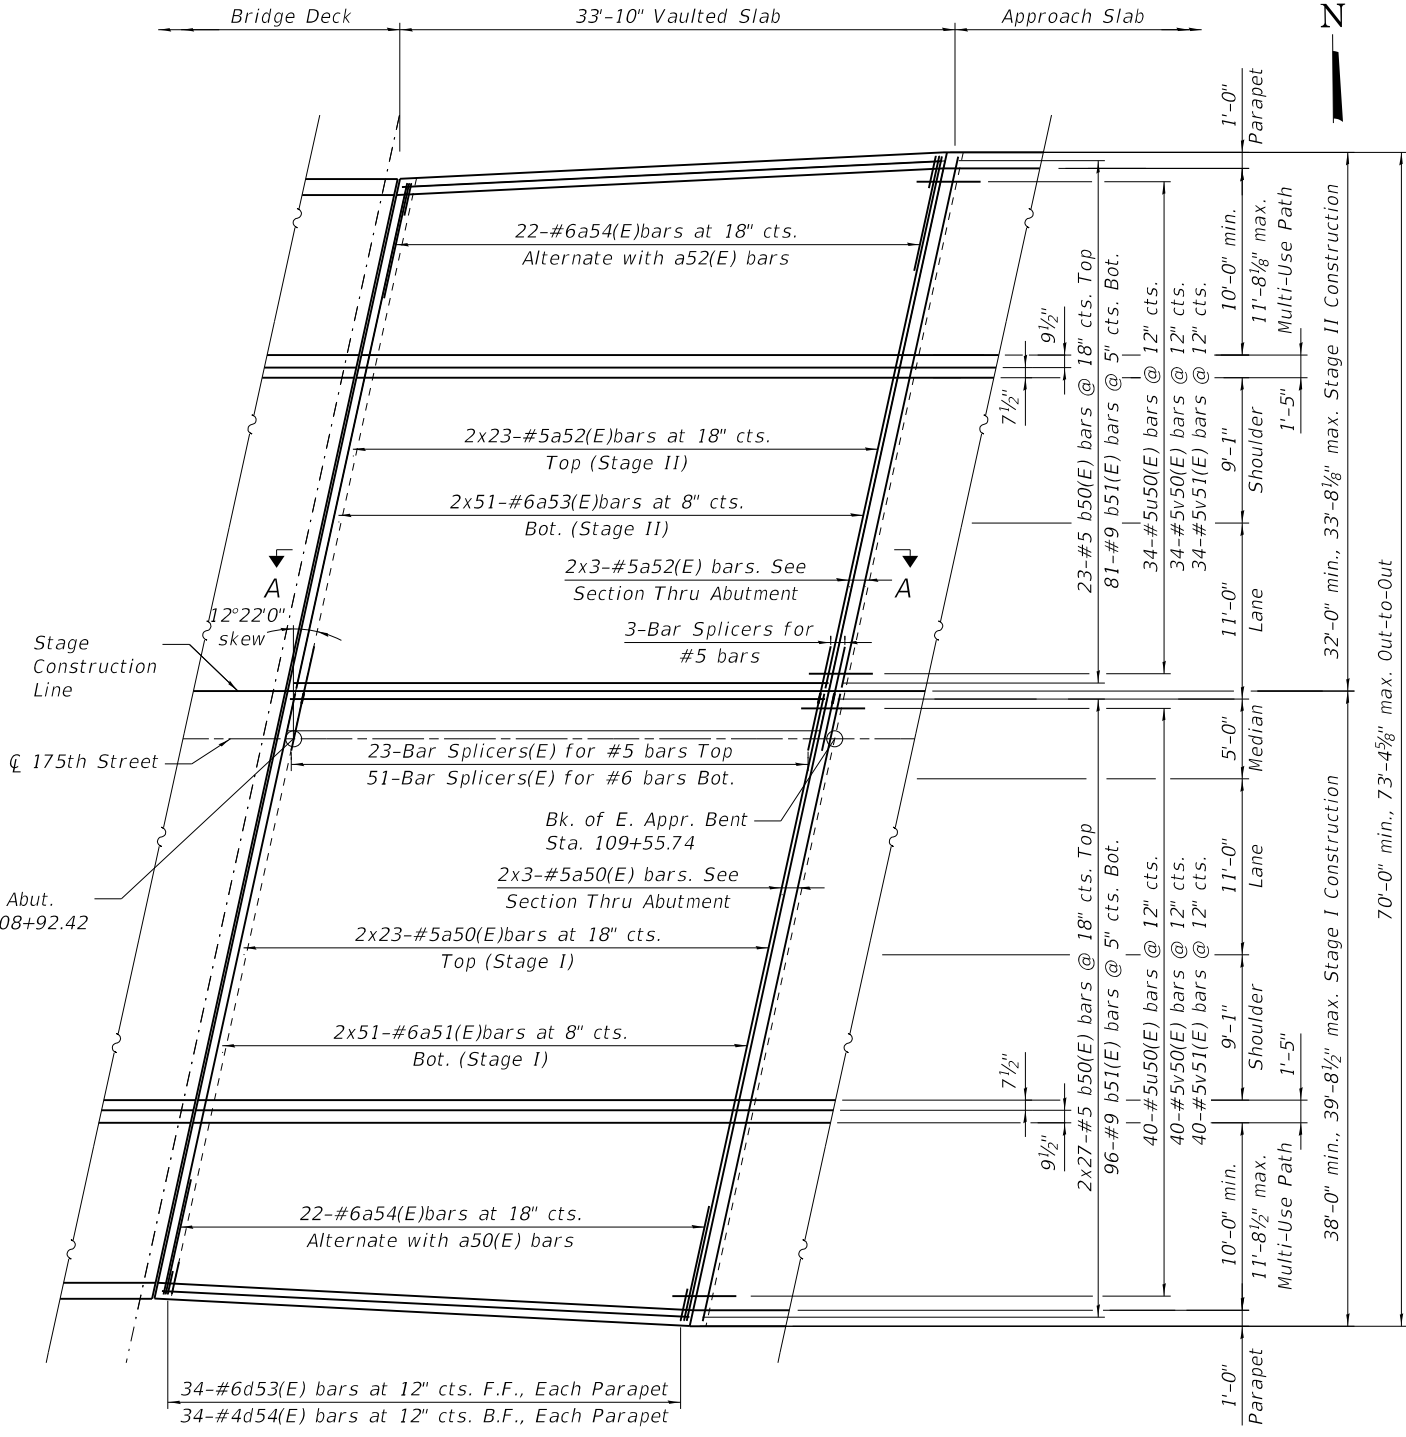 Bridge Deck
33'-10" Vaulted Slab
Approach Slab
N
1'-0"
Parapet
22-#6a54(E)bars at 18" cts.
Alternate with a52(E) bars
9½"
7½"
2x23-#5a52(E)bars at 18" cts.
Top (Stage II)
2x51-#6a53(E)bars at 8" cts.
Bot. (Stage II)
A
A
2x3-#5a52(E) bars. See
Section Thru Abutment
12°22'0"
skew
3-Bar Splicers for
#5 bars
Stage
Construction
Line
23-#5 b50(E) bars @ 18" cts. Top
81-#9 b51(E) bars @ 5" cts. Bot.
34-#5u50(E) bars @ 12" cts.
34-#5v50(E) bars @ 12" cts.
34-#5v51(E) bars @ 12" cts.
10'-0" min.
11'-8⅛" max.
Multi-Use Path
1'-5"
9'-1"
Shoulder
11'-0"
Lane
32'-0" min., 33'-8⅛" max. Stage II Construction
70'-0" min., 73'-4⅝" max. Out-to-Out
℄ 175th Street
23-Bar Splicers(E) for #5 bars Top
51-Bar Splicers(E) for #6 bars Bot.
5'-0"
Median
Bk. of E. Appr. Bent
Sta. 109+55.74
Abut.
08+92.42
2x3-#5a50(E) bars. See
Section Thru Abutment
2x23-#5a50(E)bars at 18" cts.
Top (Stage I)
2x51-#6a51(E)bars at 8" cts.
Bot. (Stage I)
7½"
9½"
2x27-#5 b50(E) bars @ 18" cts. Top
96-#9 b51(E) bars @ 5" cts. Bot.
40-#5u50(E) bars @ 12" cts.
40-#5v50(E) bars @ 12" cts.
40-#5v51(E) bars @ 12" cts.
11'-0"
Lane
9'-1"
Shoulder
1'-5"
10'-0" min.
11'-8½" max.
Multi-Use Path
38'-0" min., 39'-8½" max. Stage I Construction
22-#6a54(E)bars at 18" cts.
Alternate with a50(E) bars
34-#6d53(E) bars at 12" cts. F.F., Each Parapet
34-#4d54(E) bars at 12" cts. B.F., Each Parapet
1'-0"
Parapet